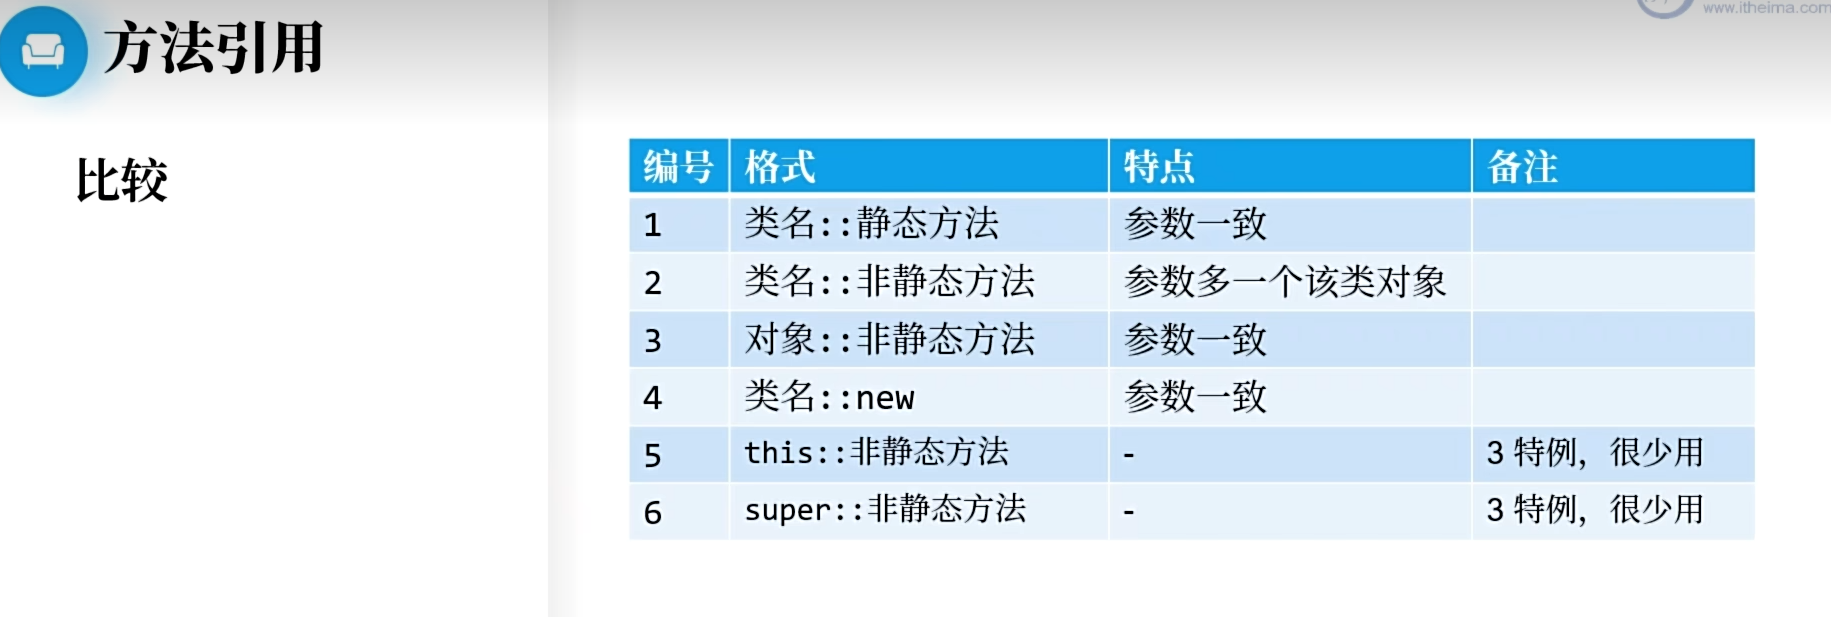 方法引用
www.itheima.com
比较
编号 格式 特点 备注
1 类名::静态方法 参数一致
2 类名::非静态方法 参数多一个该类对象
3 对象::非静态方法 参数一致
4 类名::new 参数一致
5 this::非静态方法 - 3 特例，很少用
6 super::非静态方法 - 3 特例，很少用